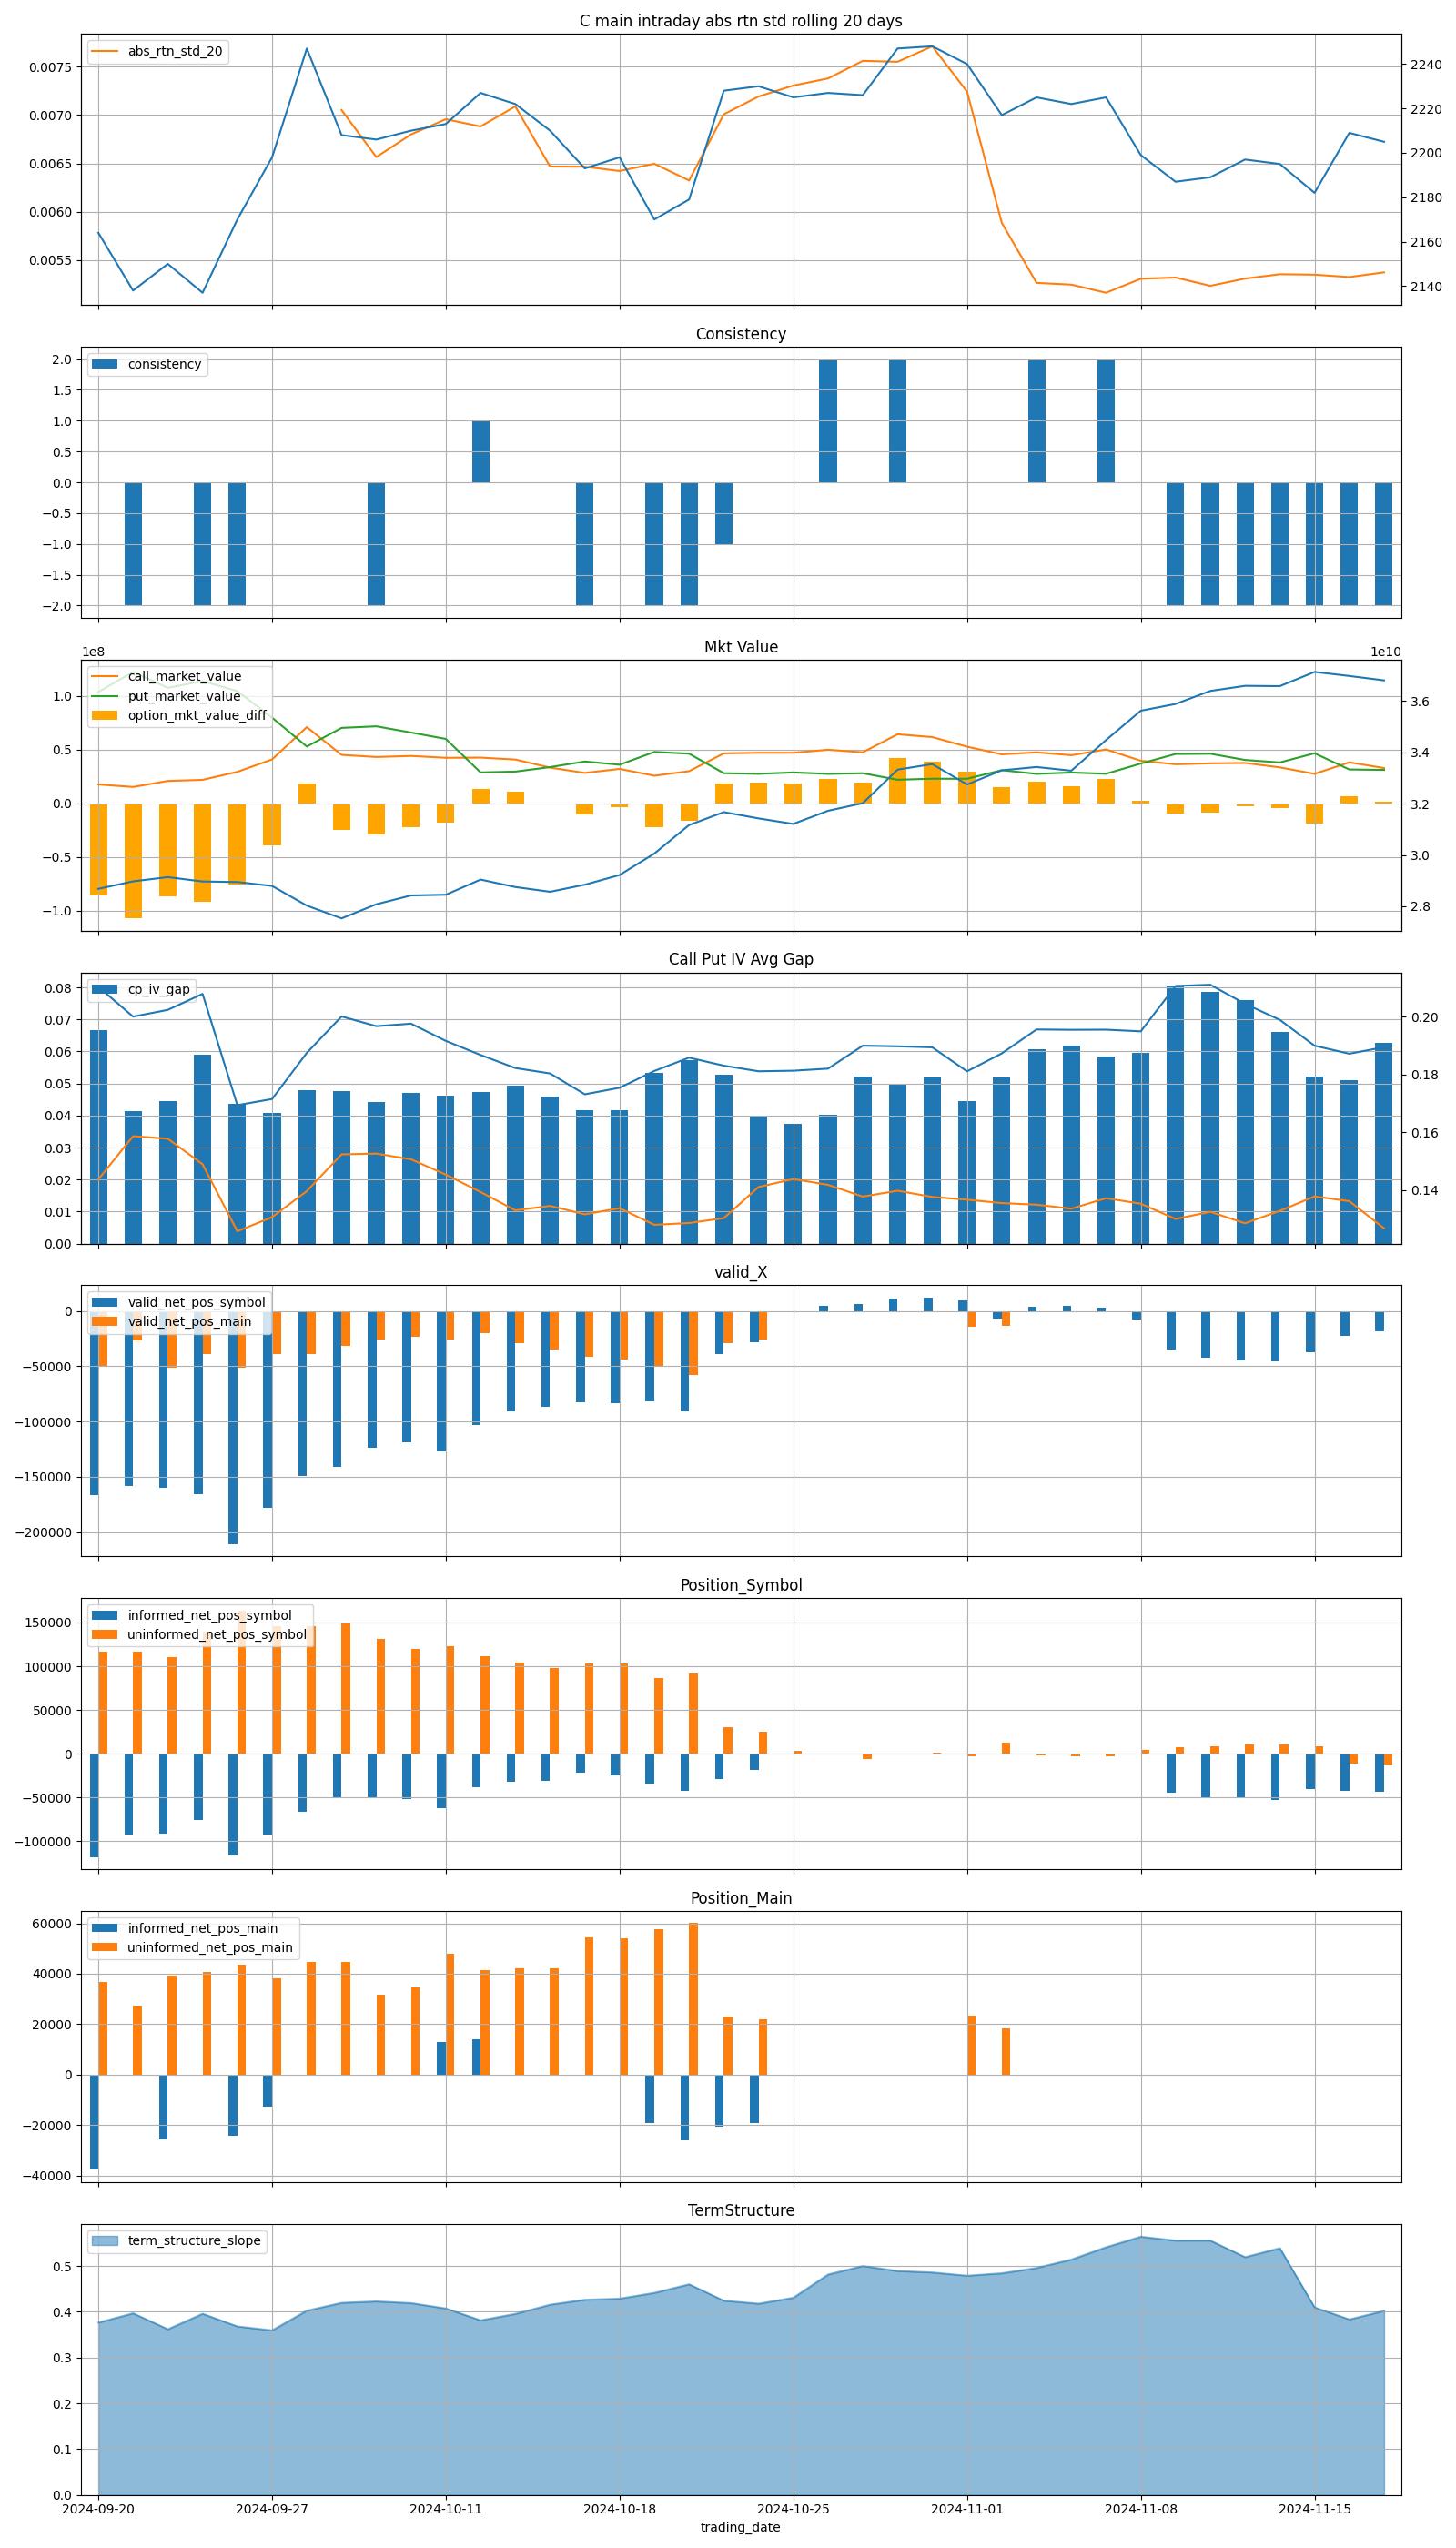 C main intraday abs rtn std rolling 20 days
abs_rtn_std_20
0.0075
0.0070
0.0065
0.0060
0.0055
2240
2220
2200
2180
2160
2140
Consistency
consistency
2.0
1.5
1.0
0.5
0.0
−0.5
−1.0
−1.5
−2.0
Mkt Value
1e8
1e10
call_market_value
put_market_value
option_mkt_value_diff
1.0
0.5
0.0
−0.5
−1.0
3.6
3.4
3.2
3.0
2.8
Call Put IV Avg Gap
cp_iv_gap
0.08
0.07
0.06
0.05
0.04
0.03
0.02
0.01
0.00
0.20
0.18
0.16
0.14
valid_X
valid_net_pos_symbol
valid_net_pos_main
0
−50000
−100000
−150000
−200000
Position_Symbol
informed_net_pos_symbol
uninformed_net_pos_symbol
150000
100000
50000
0
−50000
−100000
Position_Main
informed_net_pos_main
uninformed_net_pos_main
60000
40000
20000
0
−20000
−40000
TermStructure
term_structure_slope
0.5
0.4
0.3
0.2
0.1
0.0
2024-09-20 2024-09-27 2024-10-11 2024-10-18 2024-10-25 2024-11-01 2024-11-08 2024-11-15
trading_date